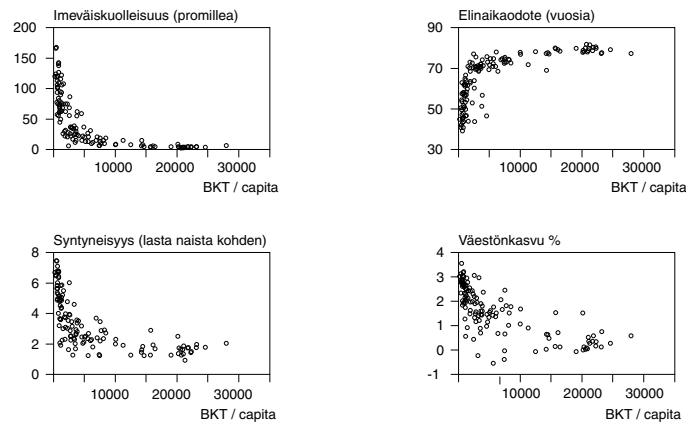 Imeväiskuolleisuus (promillea)
200
150
100
50
0
10000 20000 30000
BKT / capita
Elinaikaodote (vuosia)
90
70
50
30
10000 20000 30000
BKT / capita
Syntyneisyys (lasta naista kohden)
8
6
4
2
0
10000 20000 30000
BKT / capita
Väestönkasvu %
4
3
2
1
0
-1
10000 20000 30000
BKT / capita